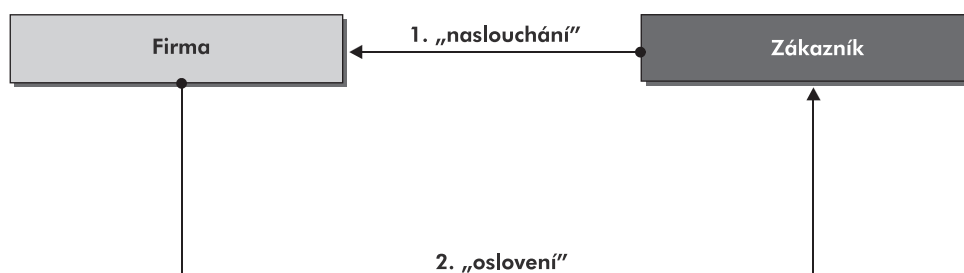 Firma
1. „naslouchání”
Zákazník
2. „oslovení”